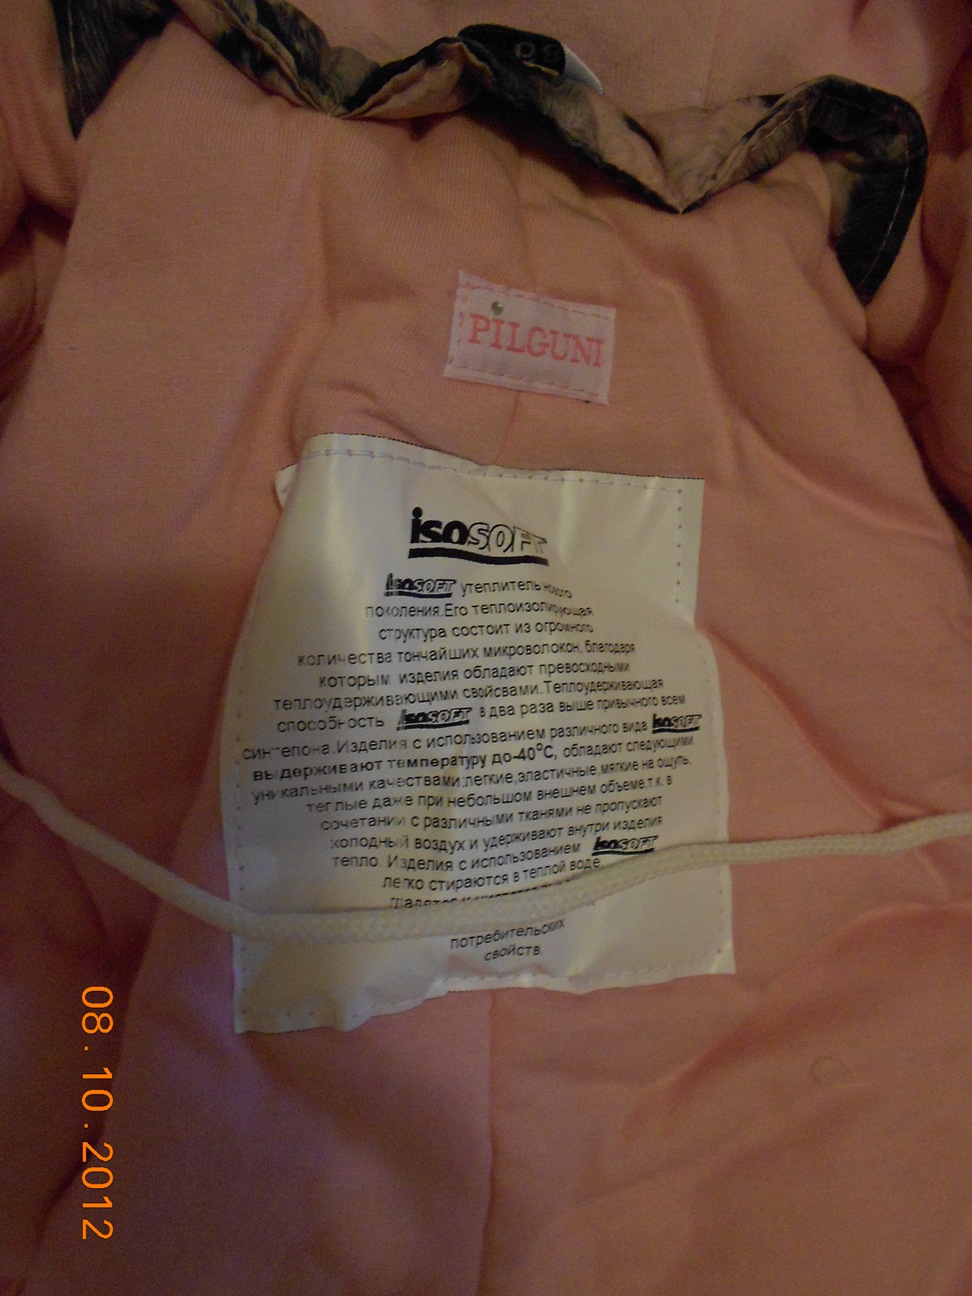 98
PİLGUNI
isoSOFT
isoSOFT утеплитель нового
поколения.Его теплоизолирующая
структура состоит из огромного
количества тончайших микроволокон, благодаря
которым изделия обладают превосходными
теплоудерживающими свойсвами.Теплоудерживающая
способность isoSOFT в два раза выше привычного всем
синтепона.Изделия с использованием различного вида isoSOFT
выдерживают температуру до-40°С, обладают следующими
уникальными качествами:легкие,эластичные,мягкие на ощупь,
теплые даже при небольшом внешнем объеме,т.к. в
сочетании с различными тканями не пропускают
холодный воздух и удерживают внутри изделия
тепло. Изделия с использованием isoSOFT
легко стираются в теплой воде.
потребительских
свойств.
08.10.2012